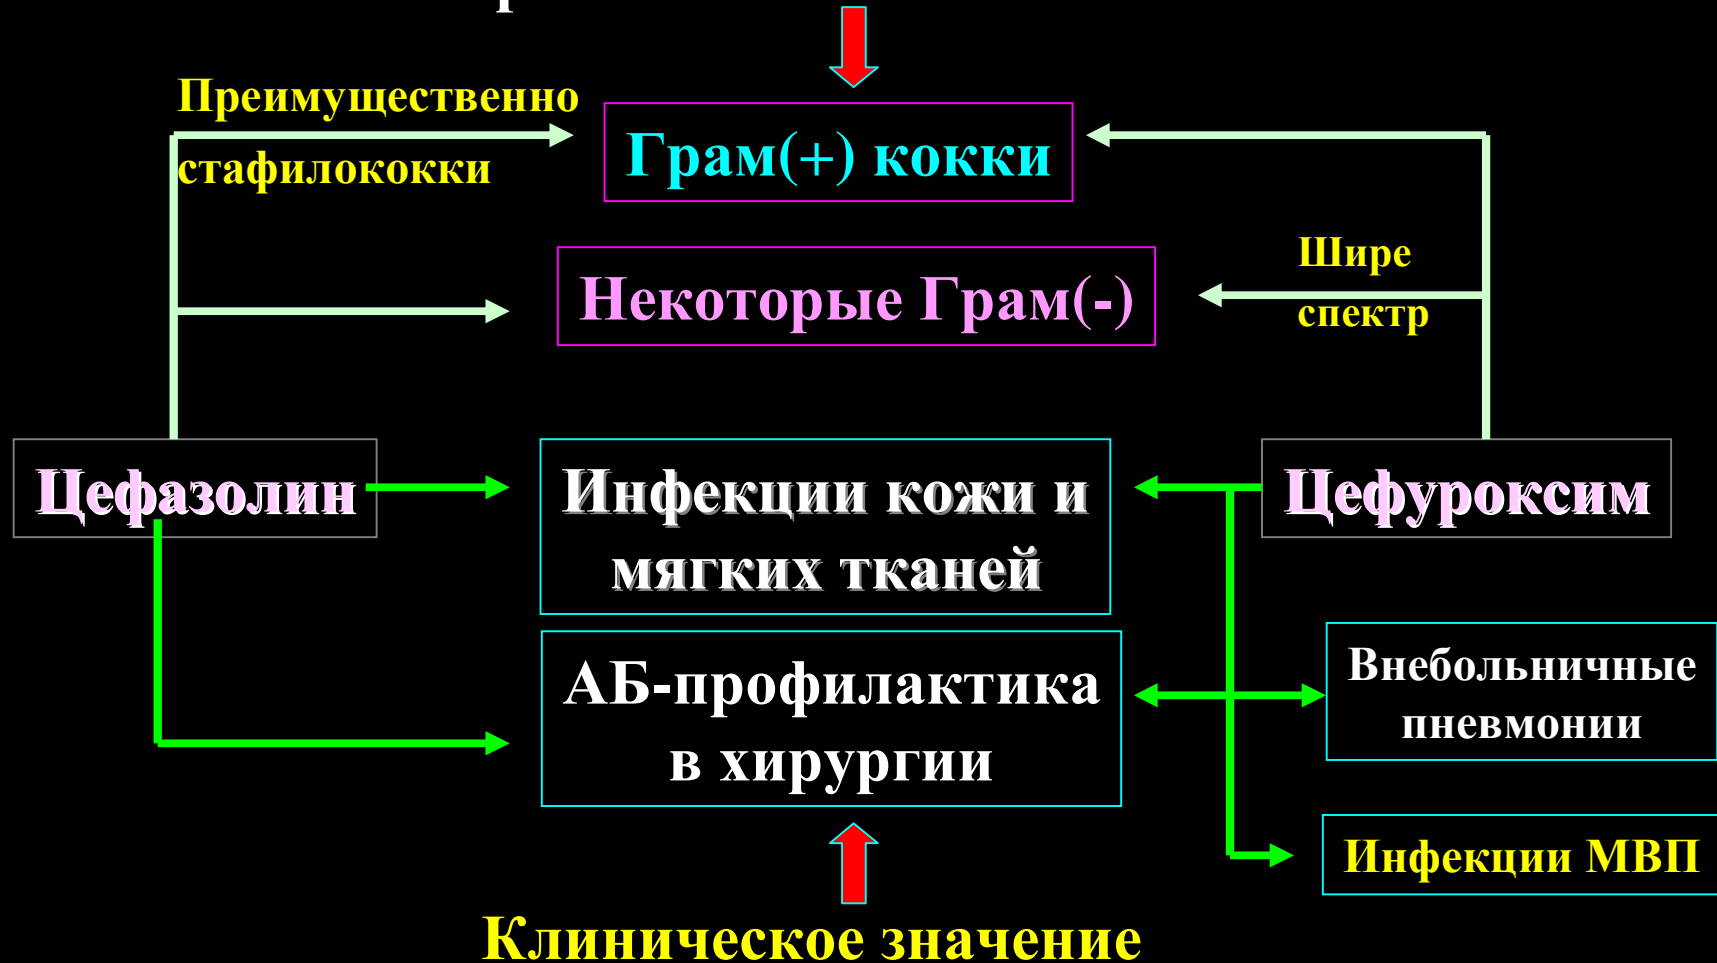 Преимущественно
стафилококки
Грам(+) кокки
Некоторые Грам(-)
Шире
спектр
Цефазолин
Инфекции кожи и
мягких тканей
Цефуроксим
АБ-профилактика
в хирургии
Внебольничные
пневмонии
Инфекции МВП
Клиническое значение